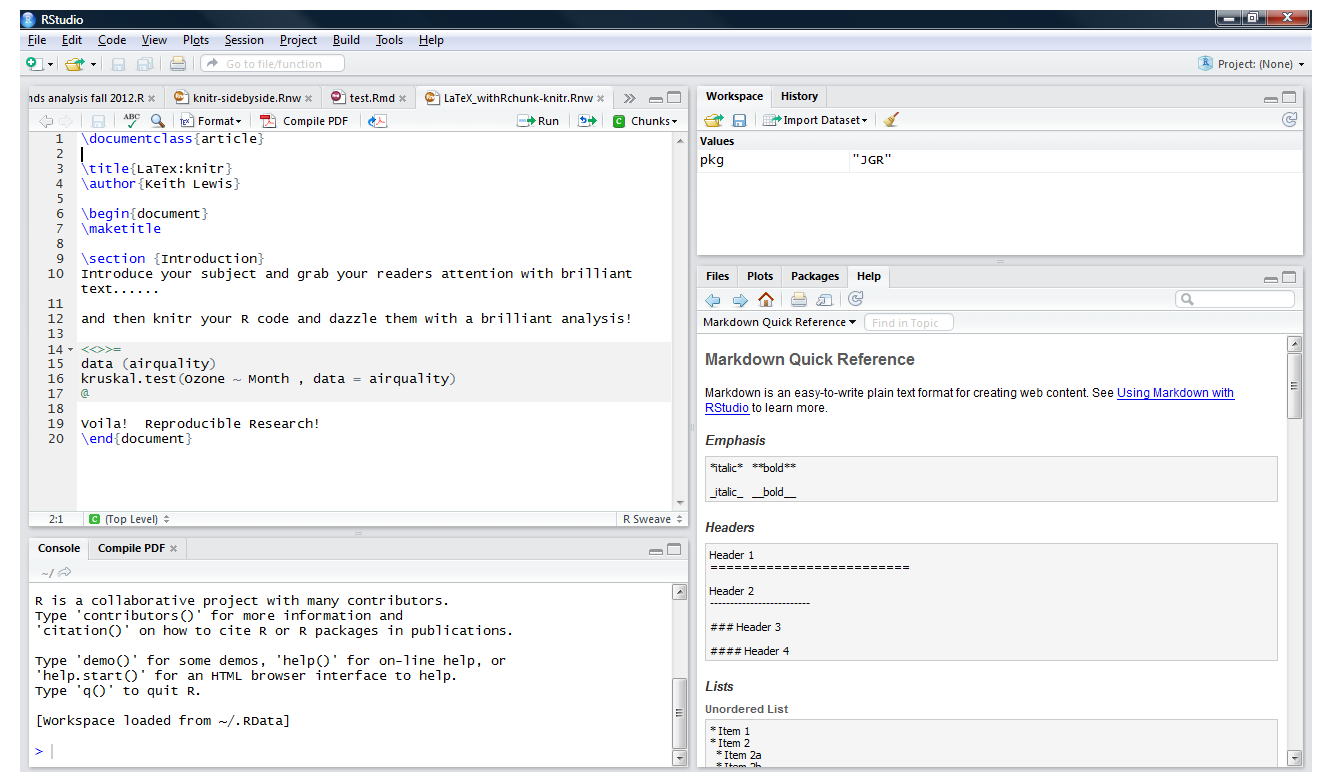 RStudio
File Edit Code View Plots Session Project Build Tools Help
Go to file/function
Project: (None)
nds analysis fall 2012.R × knitr-sidebyside.Rnw × test.Rmd × LaTeX_withRchunk-knitr.Rnw ×
ABC Format Compile PDF Run Chunks
1 \documentclass{article}
2
3 \title{LaTex:knitr}
4 \author{Keith Lewis}
5
6 \begin{document}
7 \maketitle
8
9 \section {Introduction}
10 Introduce your subject and grab your readers attention with brilliant
text......
11
12 and then knitr your R code and dazzle them with a brilliant analysis!
13
14 <<>>=
15 data (airquality)
16 kruskal.test(Ozone ~ Month , data = airquality)
17 @
18
19 Voila!  Reproducible Research!
20 \end{document}
2:1 (Top Level) R Sweave
Console Compile PDF ×
~/
R is a collaborative project with many contributors.
Type 'contributors()' for more information and
'citation()' on how to cite R or R packages in publications.
Type 'demo()' for some demos, 'help()' for on-line help, or
'help.start()' for an HTML browser interface to help.
Type 'q()' to quit R.
[Workspace loaded from ~/.RData]
>
Workspace History
Import Dataset
Values
pkg "JGR"
Files Plots Packages Help
Markdown Quick Reference Find in Topic
Markdown Quick Reference
Markdown is an easy-to-write plain text format for creating web content. See Using Markdown with
RStudio to learn more.
Emphasis
*italic* **bold**
_italic_ __bold__
Headers
Header 1
=========================
Header 2
-------------------------
### Header 3
#### Header 4
Lists
Unordered List
* Item 1
* Item 2
* Item 2a
* Item 2b